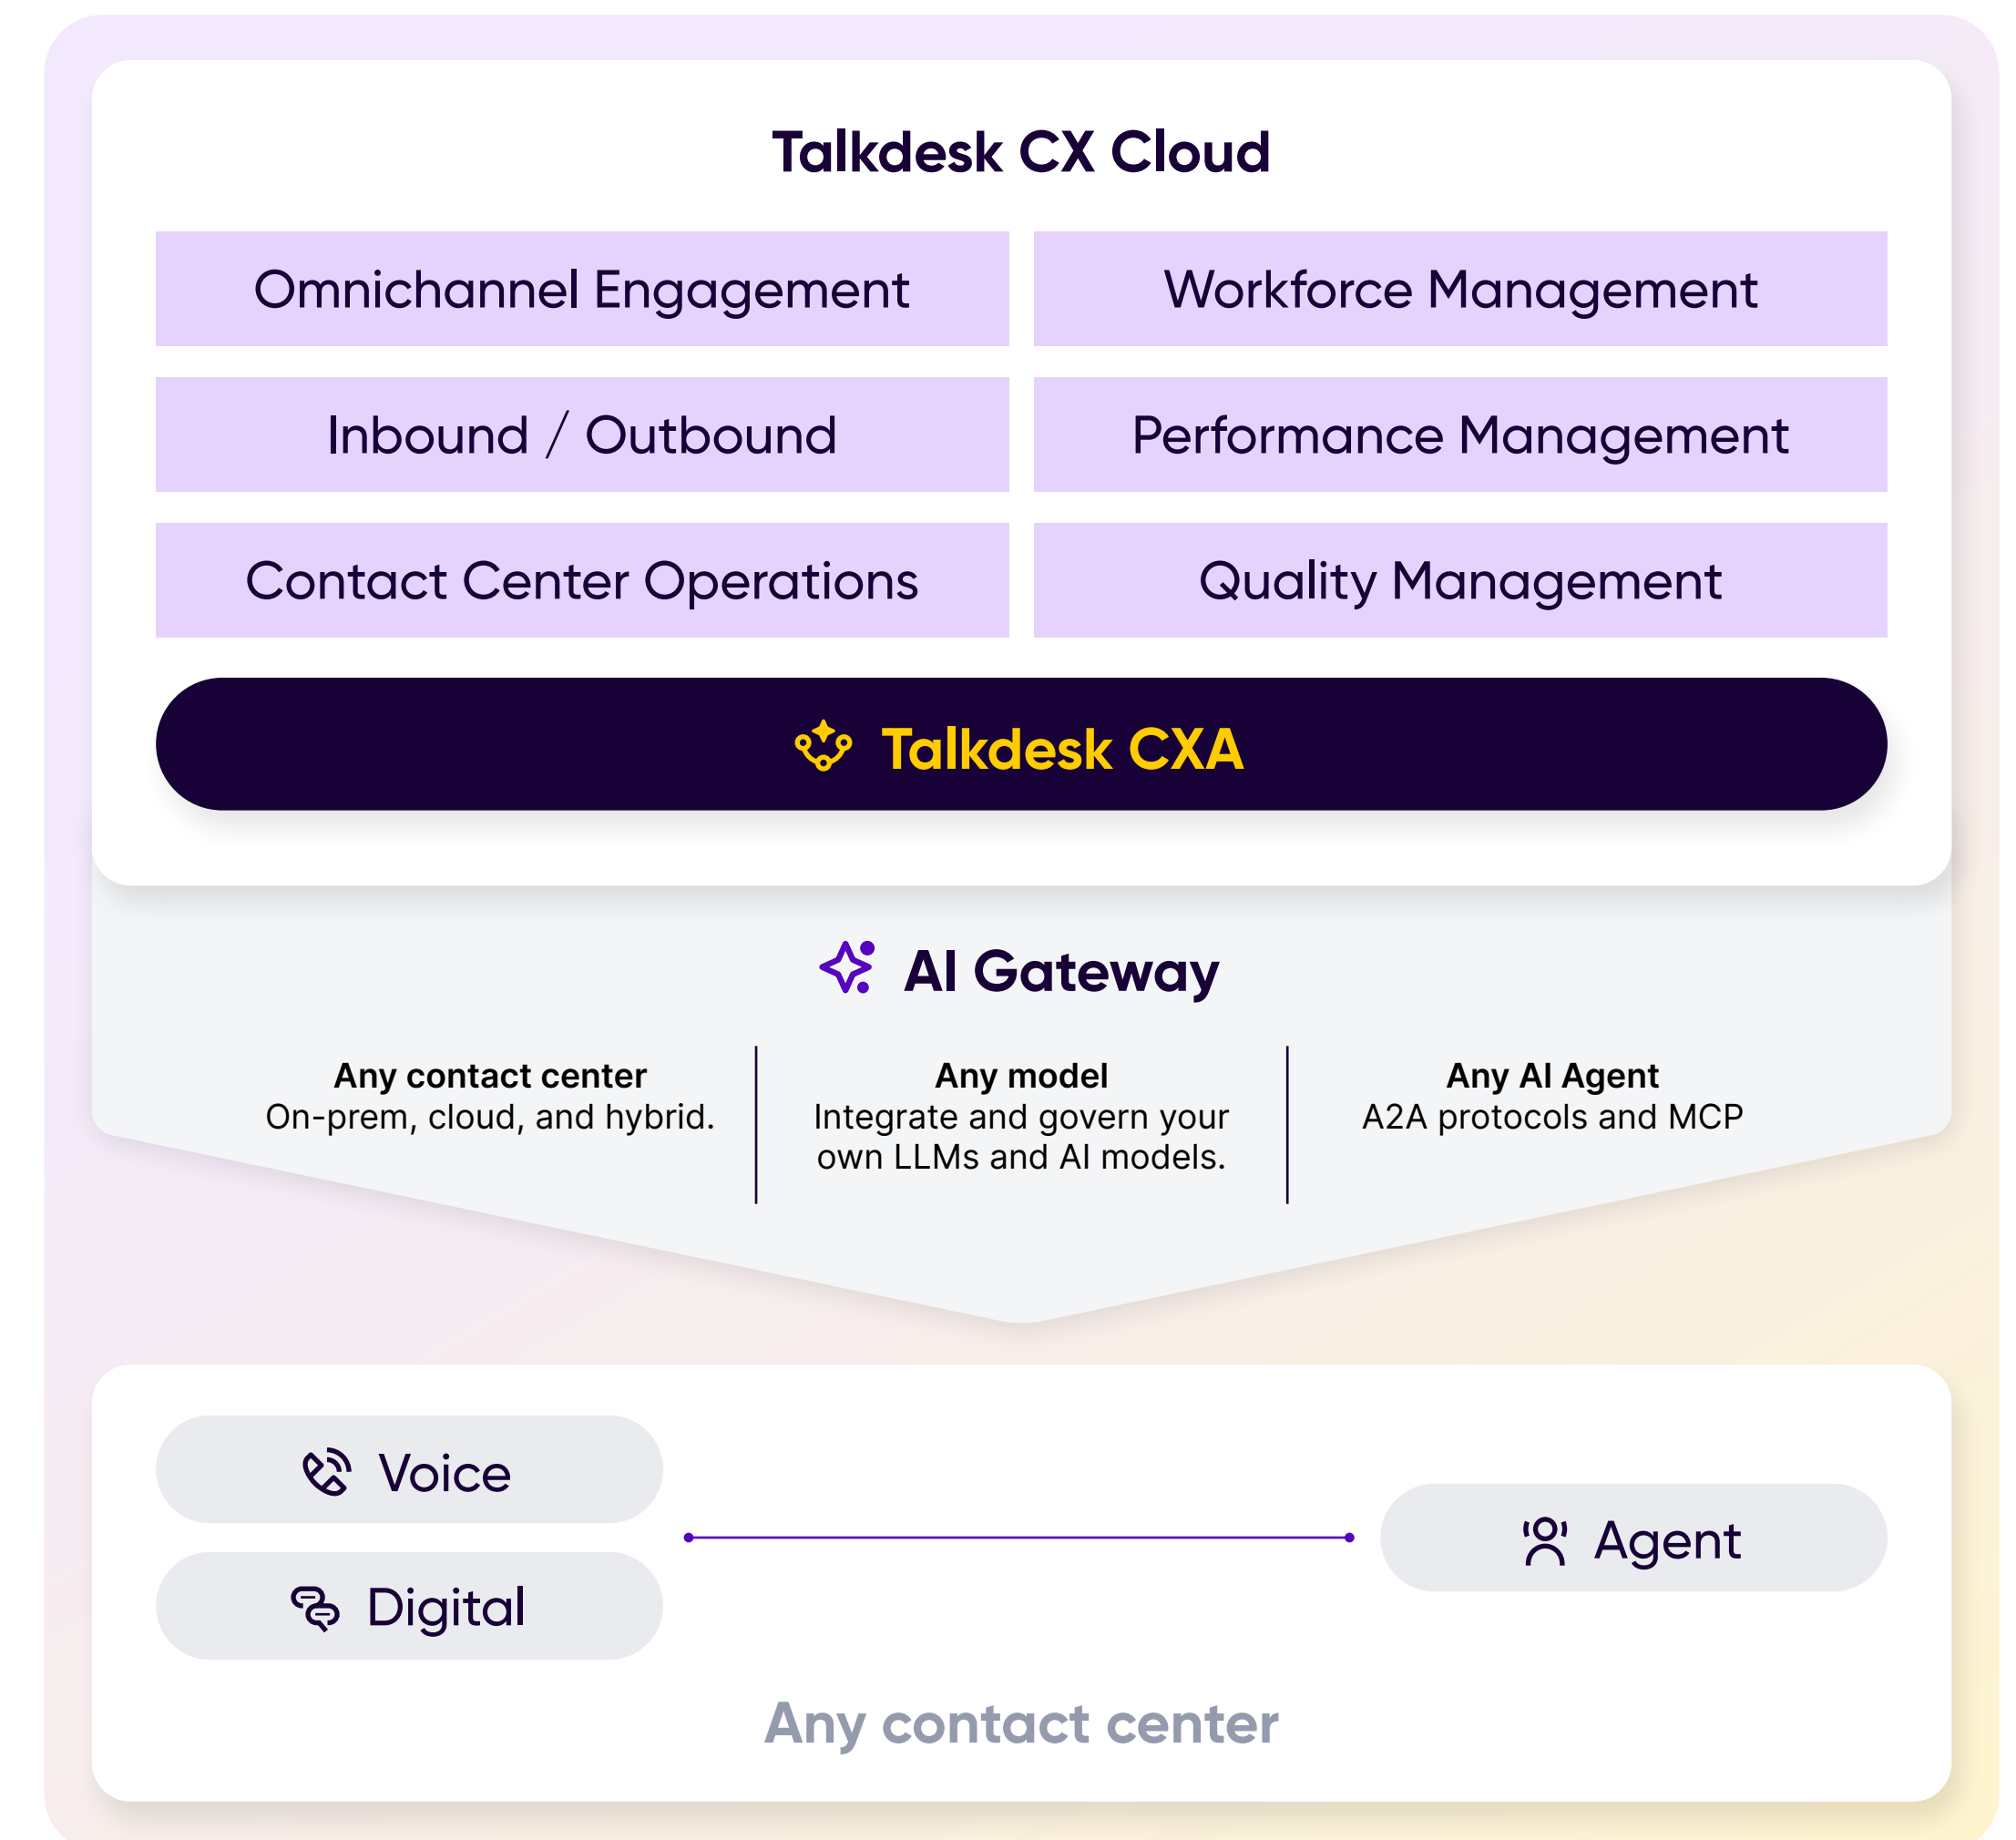 Talkdesk CX Cloud
Omnichannel Engagement
Workforce Management
Inbound / Outbound
Performance Management
Contact Center Operations
Quality Management
Talkdesk CXA
AI Gateway
Any contact center
On-prem, cloud, and hybrid.
Any model
Integrate and govern your
own LLMs and AI models.
Any AI Agent
A2A protocols and MCP
Voice
Digital
Agent
Any contact center